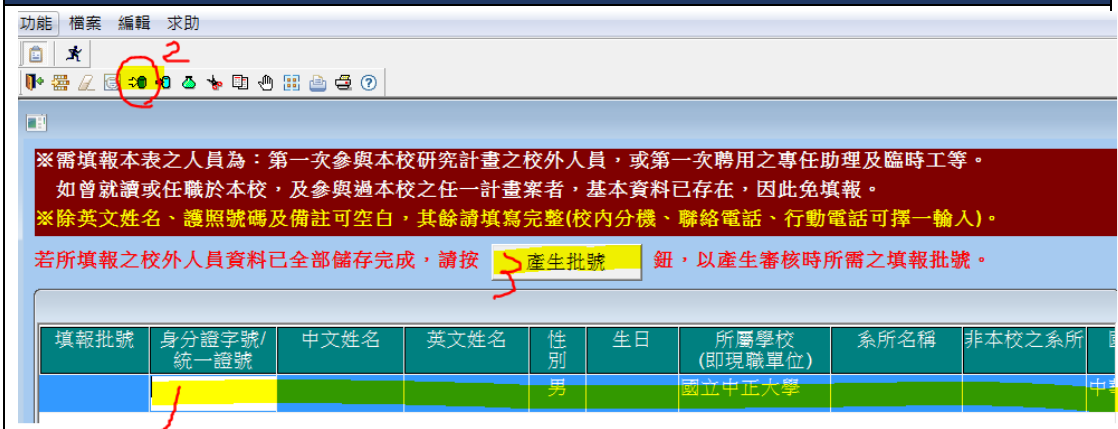 功能 檔案 編輯 求助
2
※需填報本表之人員為：第一次參與本校研究計畫之校外人員，或第一次聘用之專任助理及臨時工等。
如曾就讀或任職於本校，及參與過本校之任一計畫案者，基本資料已存在，因此免填報。
※除英文姓名、護照號碼及備註可空白，其餘請填寫完整(校內分機、聯絡電話、行動電話可擇一輸入)。
若所填報之校外人員資料已全部儲存完成，請按 3 產生批號 鈕，以產生審核時所需之填報批號。
填報批號 身分證字號/統一證號 中文姓名 英文姓名 性別 生日 所屬學校(即現職單位) 系所名稱 非本校之系所
男 國立中正大學 中
1